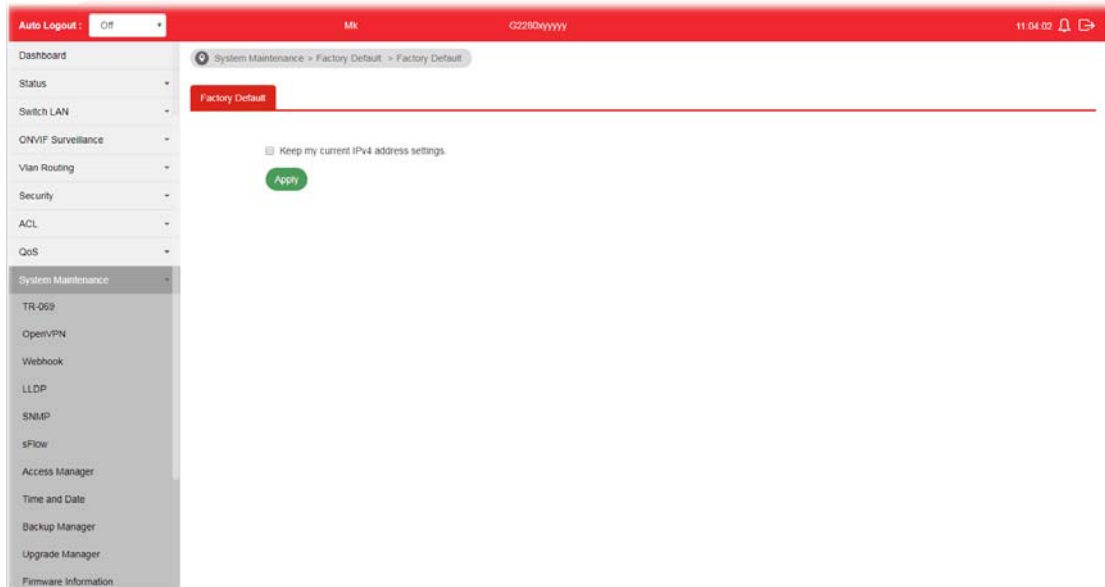 Auto Logout : Off Mk G2280xyyyyy 11:04:02
Dashboard
System Maintenance > Factory Default > Factory Default
Status
Factory Default
Switch LAN
ONVIF Surveillance
Keep my current IPv4 address settings.
Vlan Routing
Apply
Security
ACL
QoS
System Maintenance
TR-069
OpenVPN
Webhook
LLDP
SNMP
sFlow
Access Manager
Time and Date
Backup Manager
Upgrade Manager
Firmware Information